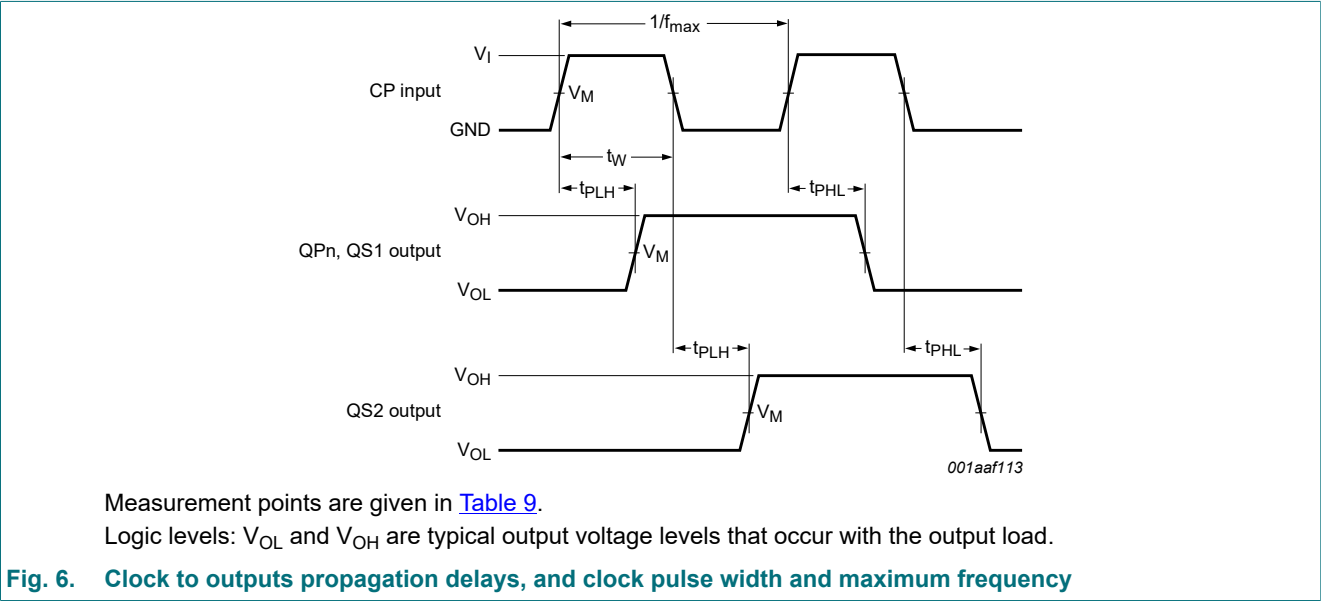 1/fmax
VI
CP input
VM
GND
tW
tPLH
tPHL
VOH
QPn, QS1 output
VM
VOL
tPLH
tPHL
VOH
QS2 output
VM
VOL
001aaf113
Measurement points are given in Table 9.
Logic levels: VOL and VOH are typical output voltage levels that occur with the output load.
Fig. 6. Clock to outputs propagation delays, and clock pulse width and maximum frequency